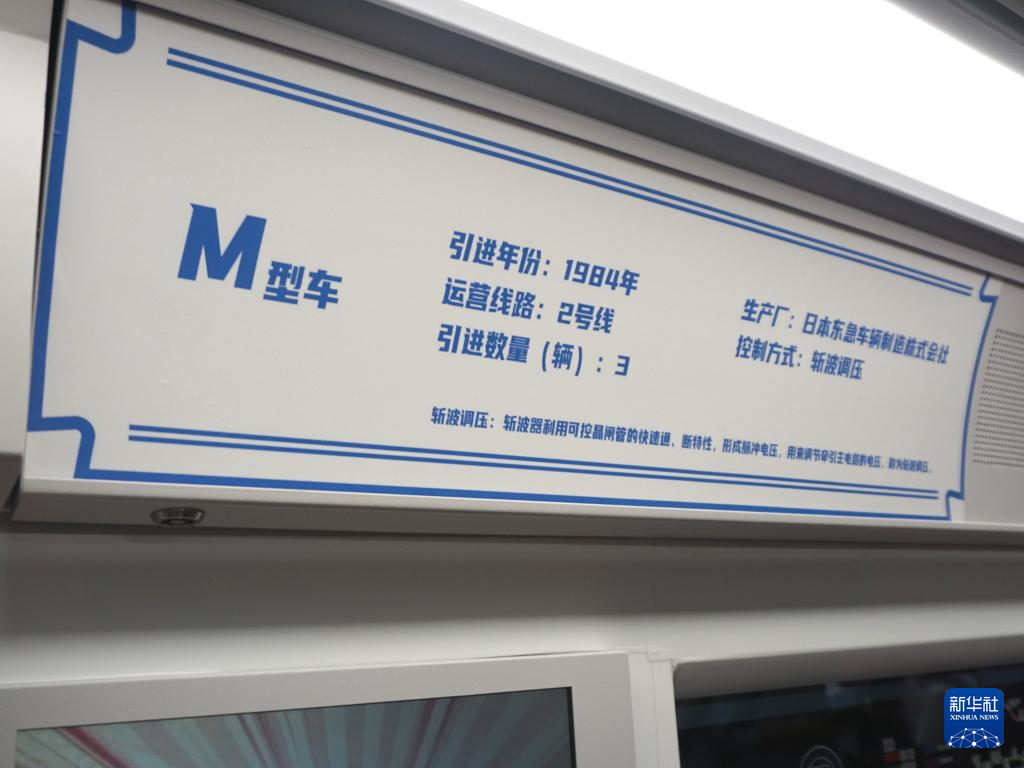 M型车
引进年份：1984年
运营线路：2号线
引进数量（辆）：3
生产厂：日本东急车辆制造株式会社
控制方式：斩波调压
斩波调压：斩波器利用可控晶闸管的快速通、断特性，形成脉冲电压，用来调节牵引主电路的电压，称为斩波调压。
新华社
XINHUA NEWS